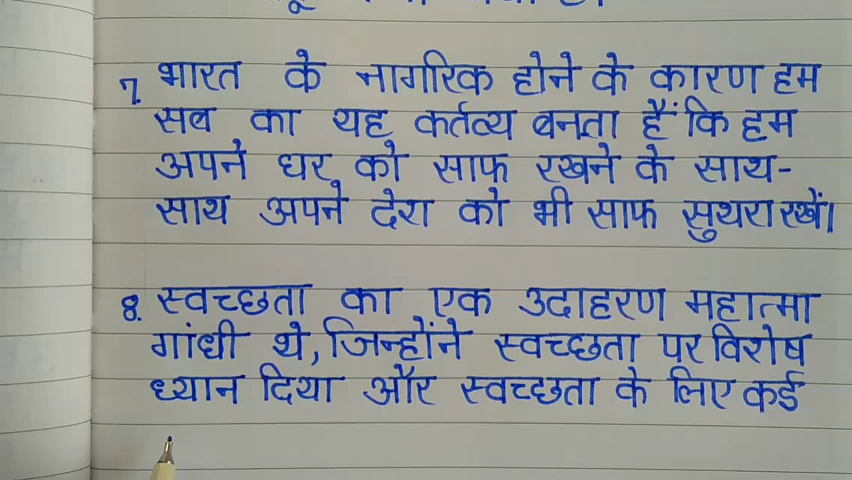 7. भारत के नागरिक होने के कारण हम
सब का यह कर्तव्य बनता हैं कि हम
अपने घर को साफ रखने के साथ-
साथ अपने देश को भी साफ सुथरा रखें।
8. स्वच्छता का एक उदाहरण महात्मा
गांधी थे, जिन्होंने स्वच्छता पर विशेष
ध्यान दिया और स्वच्छता के लिए कई